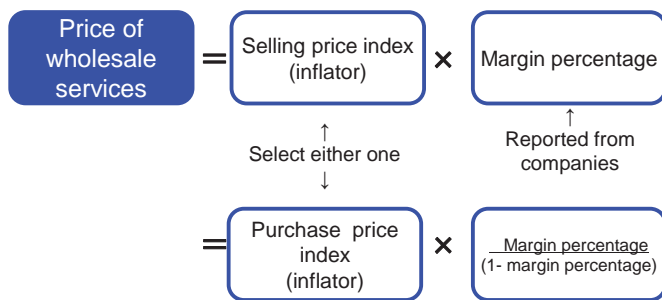 Price of
wholesale
services
=
Selling price index
(inflator)
×
Margin percentage
↑
Select either one
↓
↑
Reported from
companies
=
Purchase price
index
(inflator)
×
Margin percentage
(1- margin percentage)